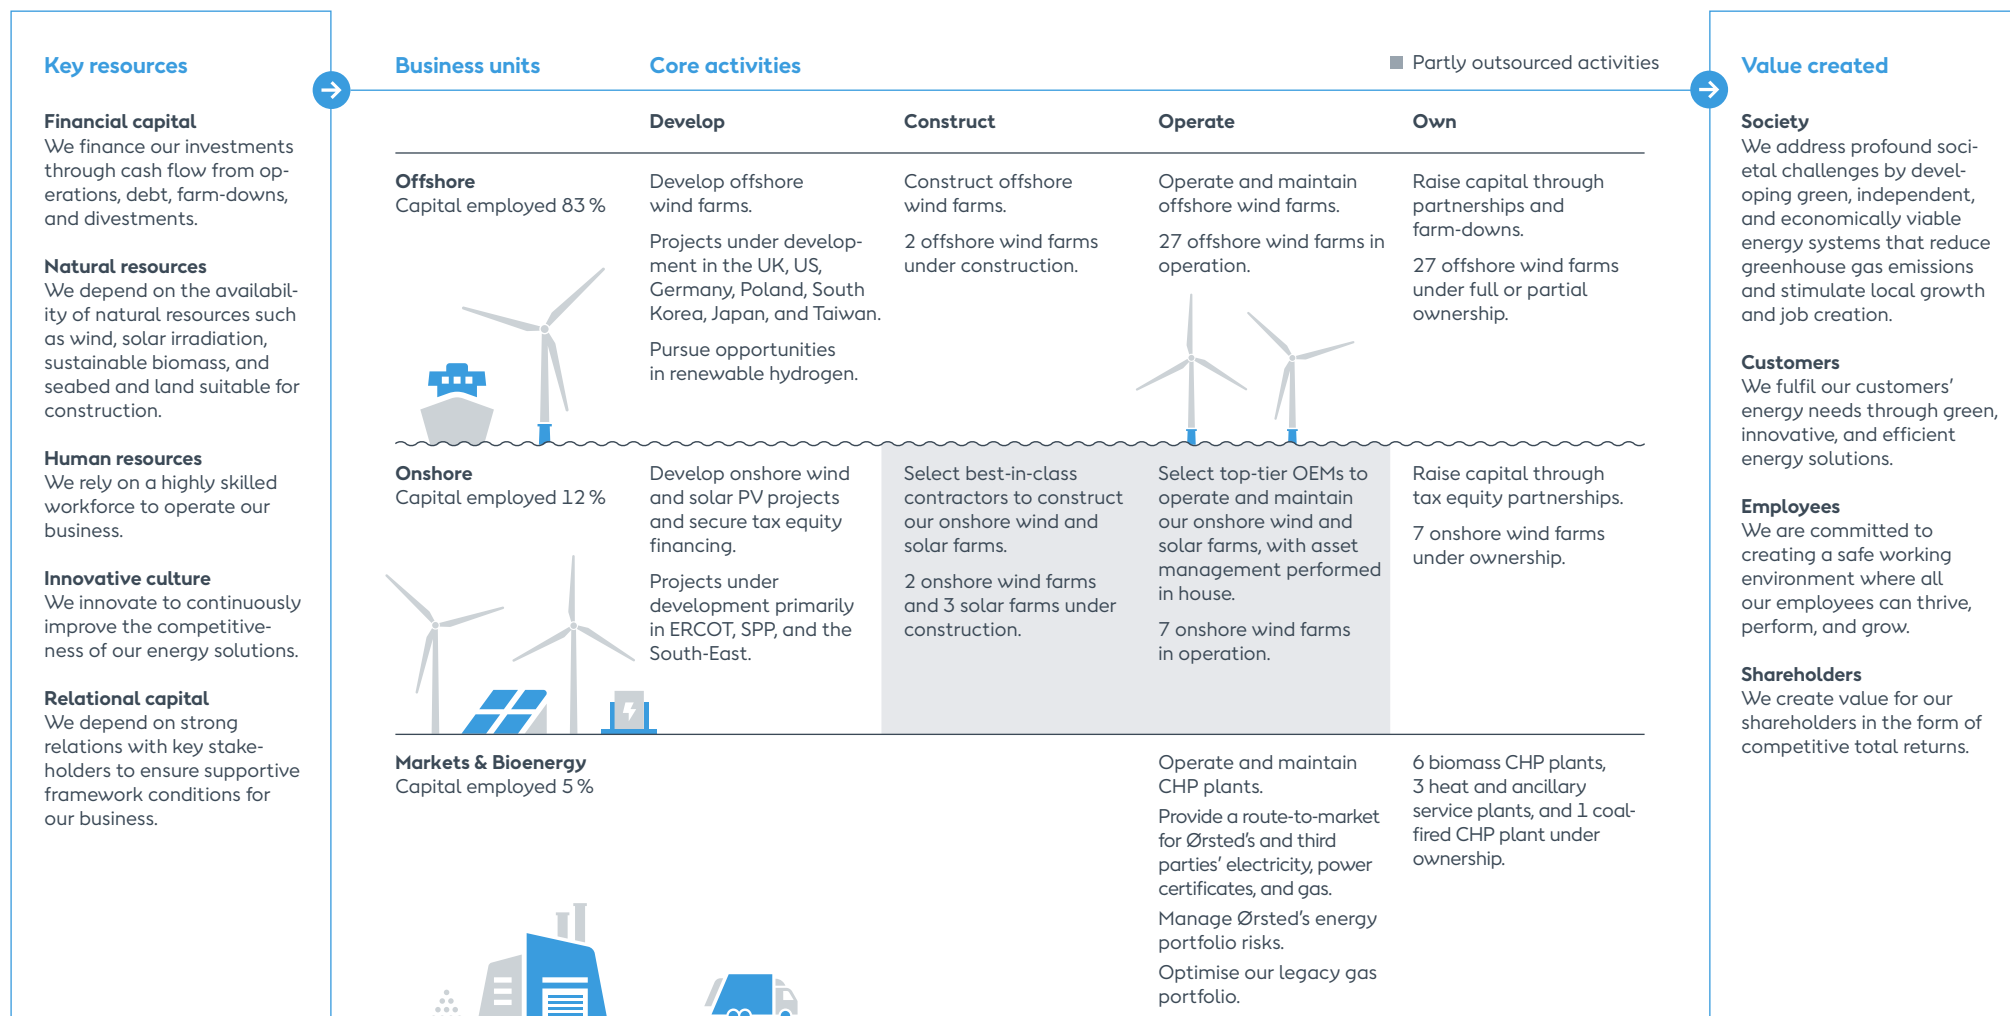 Key resources
Financial capital
We finance our investments
through cash flow from op-
erations, debt, farm-downs,
and divestments.
Natural resources
We depend on the availabil-
ity of natural resources such
as wind, solar irradiation,
sustainable biomass, and
seabed and land suitable for
construction.
Human resources
We rely on a highly skilled
workforce to operate our
business.
Innovative culture
We innovate to continuously
improve the competitive-
ness of our energy solutions.
Relational capital
We depend on strong
relations with key stake-
holders to ensure supportive
framework conditions for
our business.
Business units
Core activities
Partly outsourced activities
Develop
Construct
Operate
Own
Offshore
Capital employed 83 %
Develop offshore
wind farms.
Projects under develop-
ment in the UK, US,
Germany, Poland, South
Korea, Japan, and Taiwan.
Pursue opportunities
in renewable hydrogen.
Construct offshore
wind farms.
2 offshore wind farms
under construction.
Operate and maintain
offshore wind farms.
27 offshore wind farms in
operation.
Raise capital through
partnerships and
farm-downs.
27 offshore wind farms
under full or partial
ownership.
Onshore
Capital employed 12 %
Develop onshore wind
and solar PV projects
and secure tax equity
financing.
Projects under
development primarily
in ERCOT, SPP, and the
South-East.
Select best-in-class
contractors to construct
our onshore wind and
solar farms.
2 onshore wind farms
and 3 solar farms under
construction.
Select top-tier OEMs to
operate and maintain
our onshore wind and
solar farms, with asset
management performed
in house.
7 onshore wind farms
in operation.
Raise capital through
tax equity partnerships.
7 onshore wind farms
under ownership.
Markets & Bioenergy
Capital employed 5 %
Operate and maintain
CHP plants.
Provide a route-to-market
for Ørsted's and third
parties' electricity, power
certificates, and gas.
Manage Ørsted's energy
portfolio risks.
Optimise our legacy gas
portfolio.
6 biomass CHP plants,
3 heat and ancillary
service plants, and 1 coal-
fired CHP plant under
ownership.
Value created
Society
We address profound soci-
etal challenges by devel-
oping green, independent,
and economically viable
energy systems that reduce
greenhouse gas emissions
and stimulate local growth
and job creation.
Customers
We fulfil our customers'
energy needs through green,
innovative, and efficient
energy solutions.
Employees
We are committed to
creating a safe working
environment where all
our employees can thrive,
perform, and grow.
Shareholders
We create value for our
shareholders in the form of
competitive total returns.